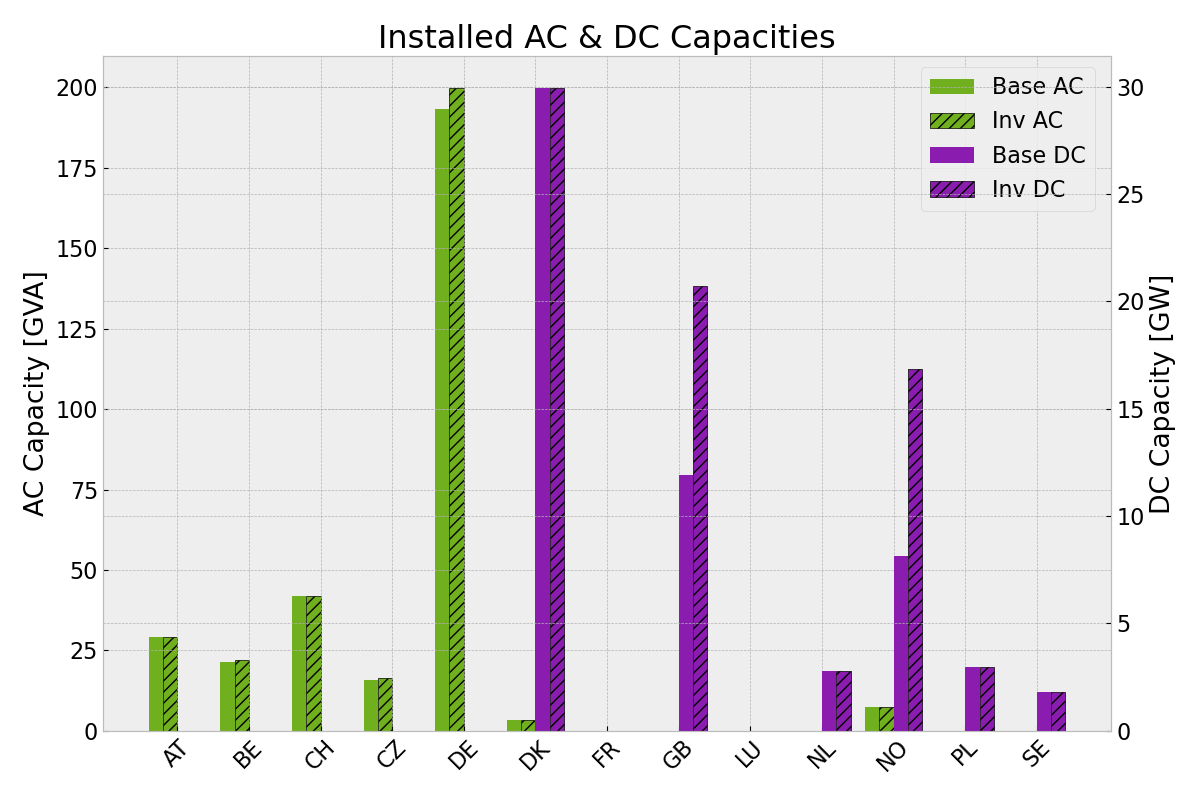 Installed AC & DC Capacities
AC Capacity [GVA]
200
175
150
125
100
75
50
25
0
Base AC
Inv AC
Base DC
Inv DC
30
25
20
15
10
5
0
DC Capacity [GW]
AT BE CH CZ DE DK FR GB LU NL NO PL SE